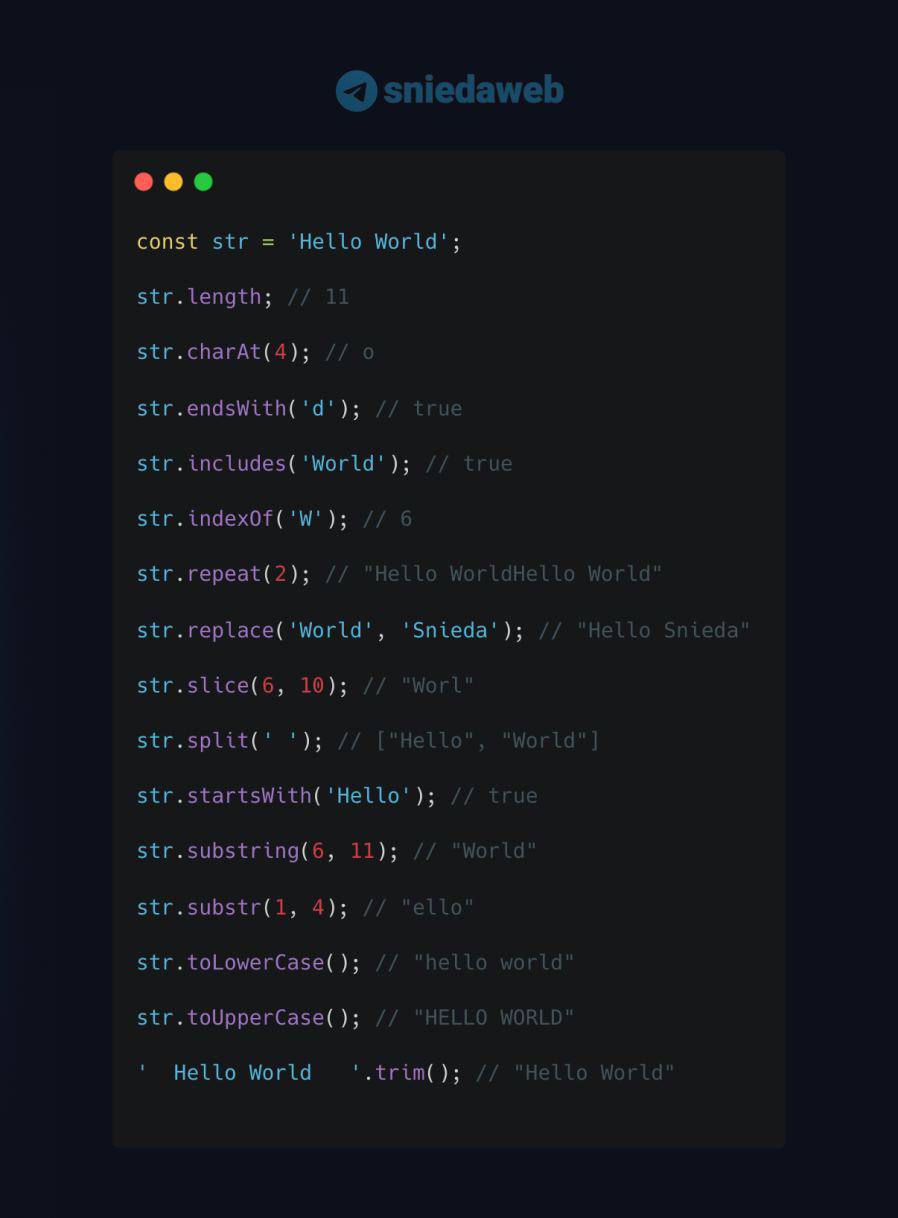 sniedaweb
const str = 'Hello World';
str.length; // 11
str.charAt(4); // o
str.endsWith('d'); // true
str.includes('World'); // true
str.indexOf('W'); // 6
str.repeat(2); // "Hello WorldHello World"
str.replace('World', 'Snieda'); // "Hello Snieda"
str.slice(6, 10); // "Worl"
str.split(' '); // ["Hello", "World"]
str.startsWith('Hello'); // true
str.substring(6, 11); // "World"
str.substr(1, 4); // "ello"
str.toLowerCase(); // "hello world"
str.toUpperCase(); // "HELLO WORLD"
'  Hello World   '.trim(); // "Hello World"